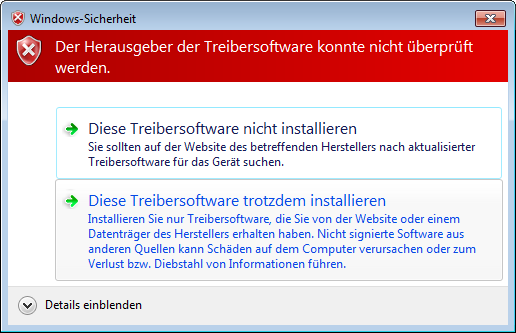 Windows-Sicherheit
Der Herausgeber der Treibersoftware konnte nicht überprüft
werden.
Diese Treibersoftware nicht installieren
Sie sollten auf der Website des betreffenden Herstellers nach aktualisierter
Treibersoftware für das Gerät suchen.
Diese Treibersoftware trotzdem installieren
Installieren Sie nur Treibersoftware, die Sie von der Website oder einem
Datenträger des Herstellers erhalten haben. Nicht signierte Software aus
anderen Quellen kann Schäden auf dem Computer verursachen oder zum
Verlust bzw. Diebstahl von Informationen führen.
Details einblenden